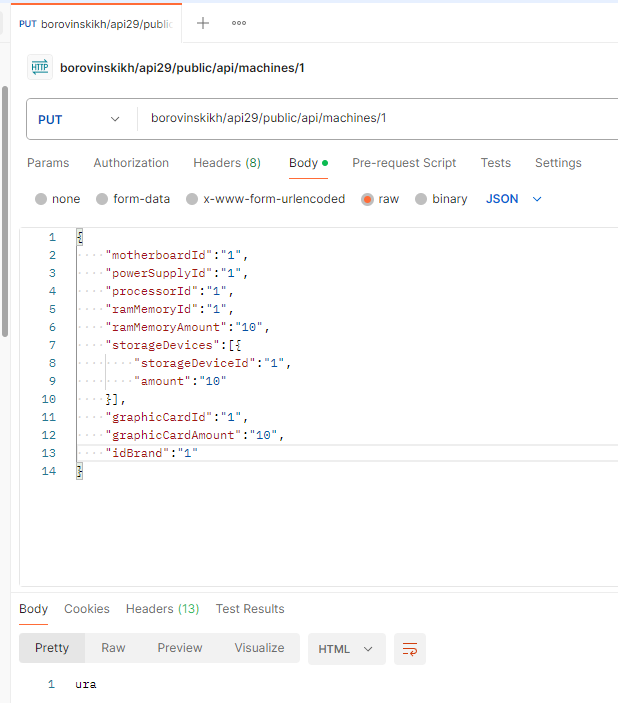 PUT borovinskikh/api29/public
HTTP borovinskikh/api29/public/api/machines/1
PUT borovinskikh/api29/public/api/machines/1
Params Authorization Headers (8) Body Pre-request Script Tests Settings
none form-data x-www-form-urlencoded raw binary JSON
1 {
2 "motherboardId":"1",
3 "powerSupplyId":"1",
4 "processorId":"1",
5 "ramMemoryId":"1",
6 "ramMemoryAmount":"10",
7 "storageDevices":[{
8 "storageDeviceId":"1",
9 "amount":"10"
10 }],
11 "graphicCardId":"1",
12 "graphicCardAmount":"10",
13 "idBrand":"1"
14 }
Body Cookies Headers (13) Test Results
Pretty Raw Preview Visualize HTML
1 ura